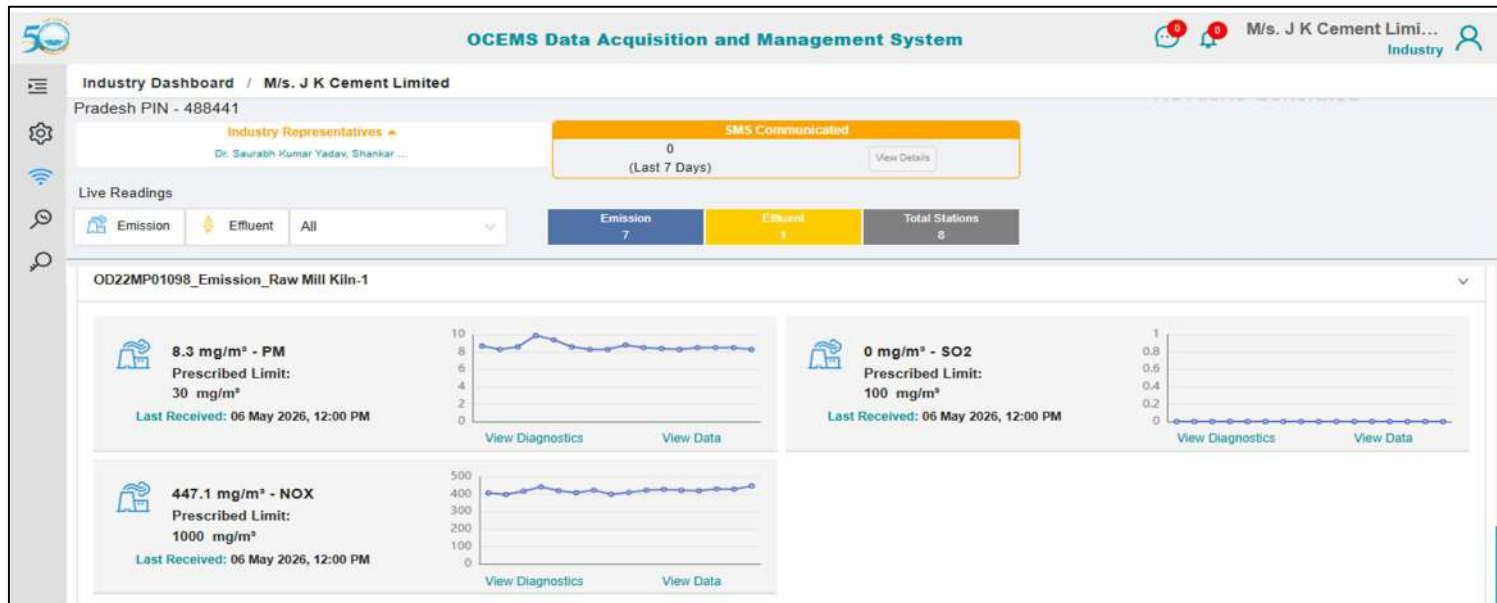 50
OCEMS Data Acquisition and Management System
0
0
M/s. J K Cement Limi...
Industry
Industry Dashboard / M/s. J K Cement Limited
Pradesh PIN - 488441
Industry Representatives
Dr. Saurabh Kumar Yadav, Shankar ...
SMS Communicated
0
(Last 7 Days)
View Details
Live Readings
Emission
Effluent
All
Emission
7
Effluent
1
Total Stations
8
OD22MP01098_Emission_Raw Mill Kiln-1
8.3 mg/m³ - PM
Prescribed Limit:
30 mg/m³
Last Received: 06 May 2026, 12:00 PM
10
8
6
4
2
0
View Diagnostics View Data
0 mg/m³ - SO2
Prescribed Limit:
100 mg/m³
Last Received: 06 May 2026, 12:00 PM
1
0.8
0.6
0.4
0.2
0
View Diagnostics View Data
447.1 mg/m³ - NOX
Prescribed Limit:
1000 mg/m³
Last Received: 06 May 2026, 12:00 PM
500
400
300
200
100
0
View Diagnostics View Data